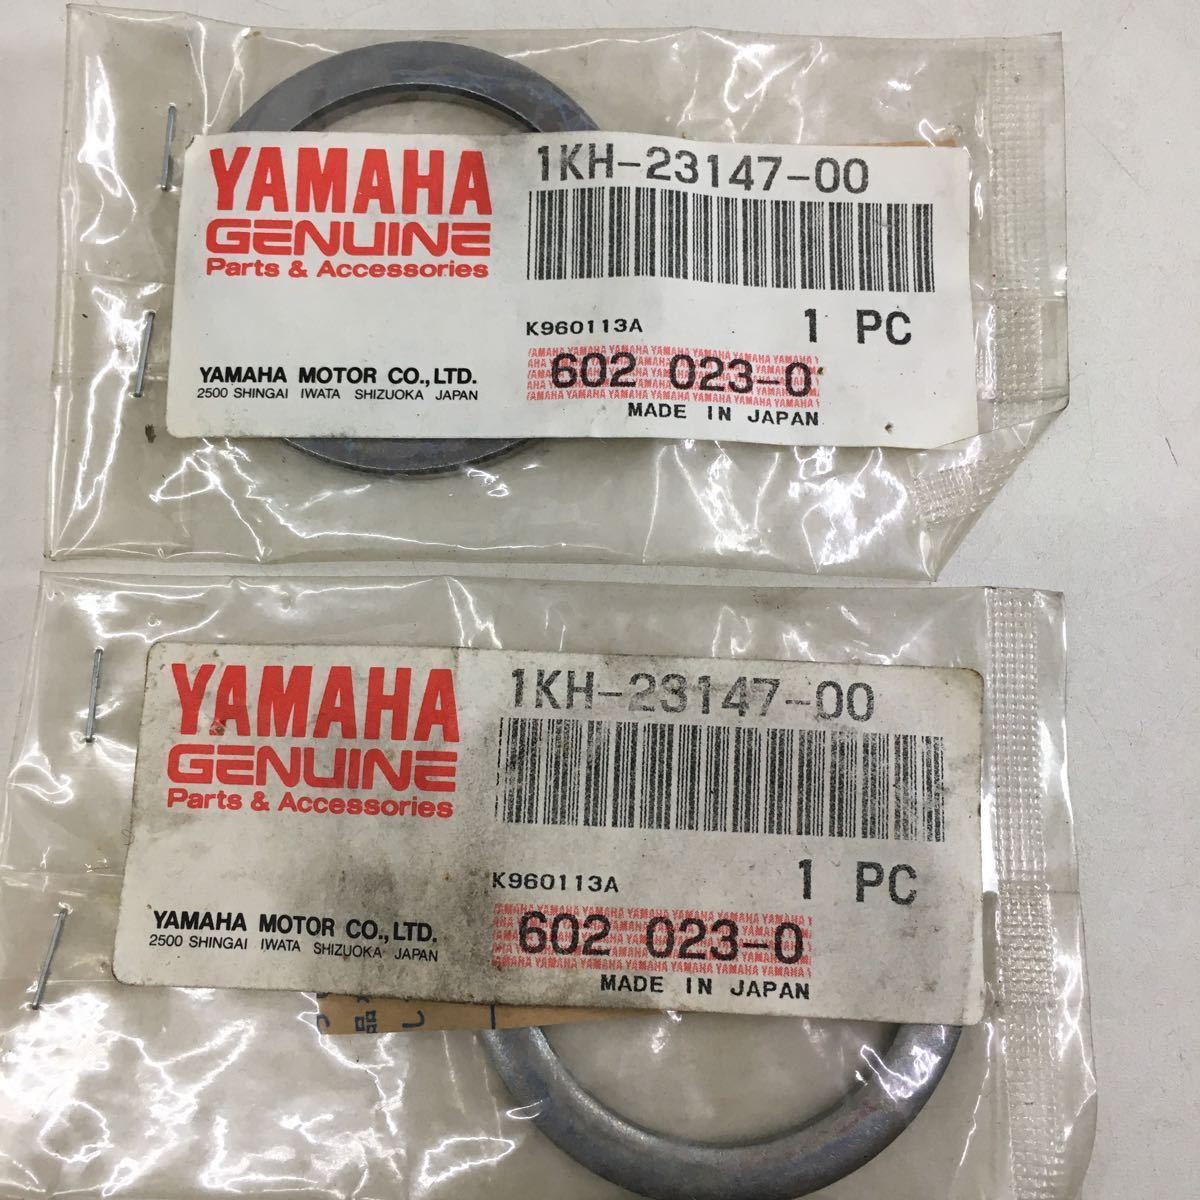 YAMAHA
GENUINE
Parts & Accessories
YAMAHA MOTOR CO.,LTD.
2500 SHINGAI IWATA SHIZUOKA JAPAN
1KH-23147-00
K960113A 1 PC
602 023-0
MADE IN JAPAN
YAMAHA
GENUINE
Parts & Accessories
YAMAHA MOTOR CO.,LTD.
2500 SHINGAI IWATA SHIZUOKA JAPAN
1KH-23147-00
K960113A 1 PC
602 023-0
MADE IN JAPAN